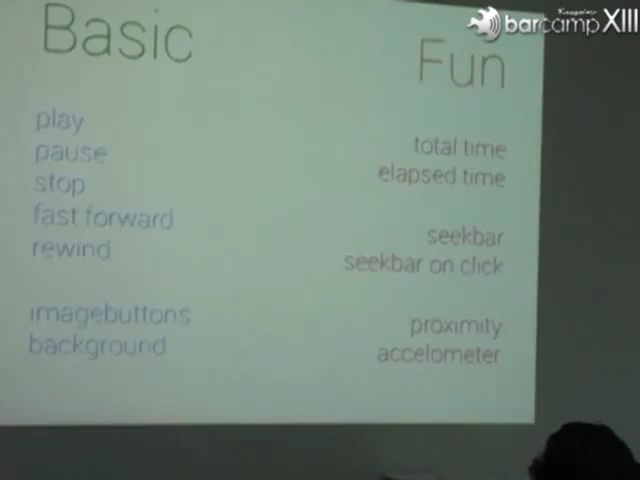 barcamp XIII
Basic
play
pause
stop
fast forward
rewind
imagebuttons
background
Fun
total time
elapsed time
seekbar
seekbar on click
proximity
accelometer